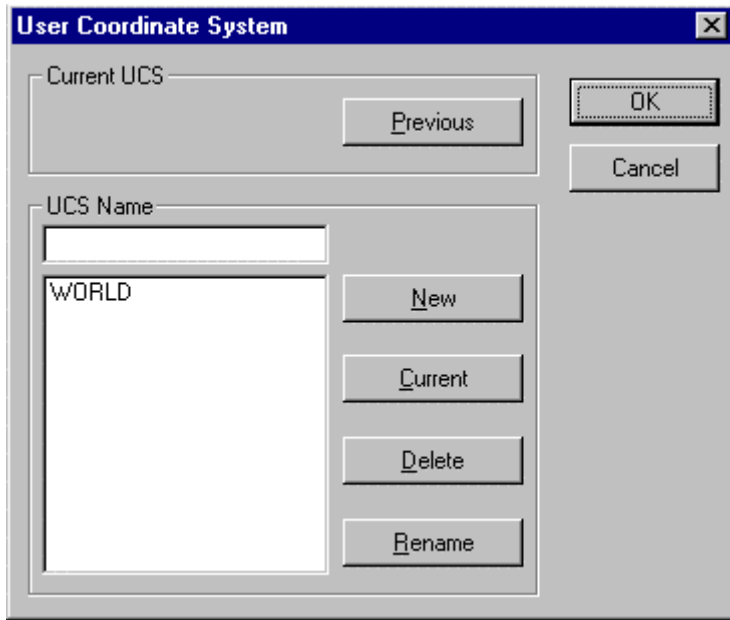 User Coordinate System
Current UCS
Previous
OK
Cancel
UCS Name
WORLD
New
Current
Delete
Rename